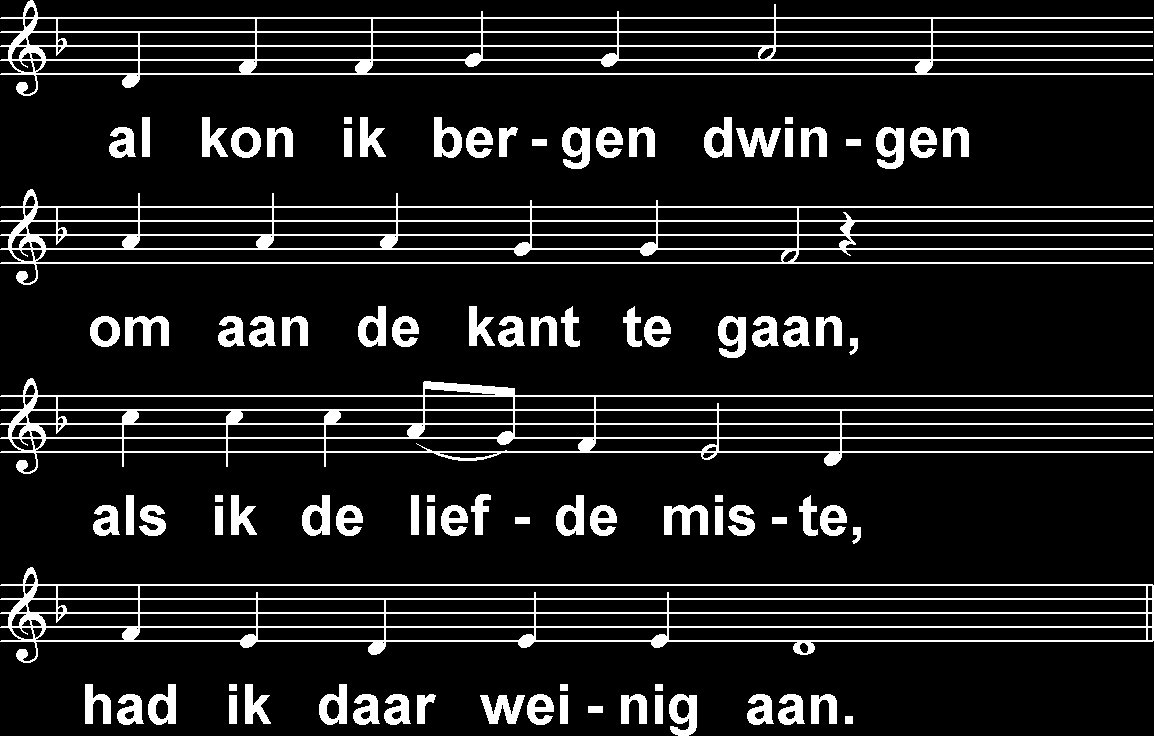 al kon ik ber - gen dwin - gen
om aan de kant te gaan,
als ik de lief - de mis - te,
had ik daar wei - nig aan.